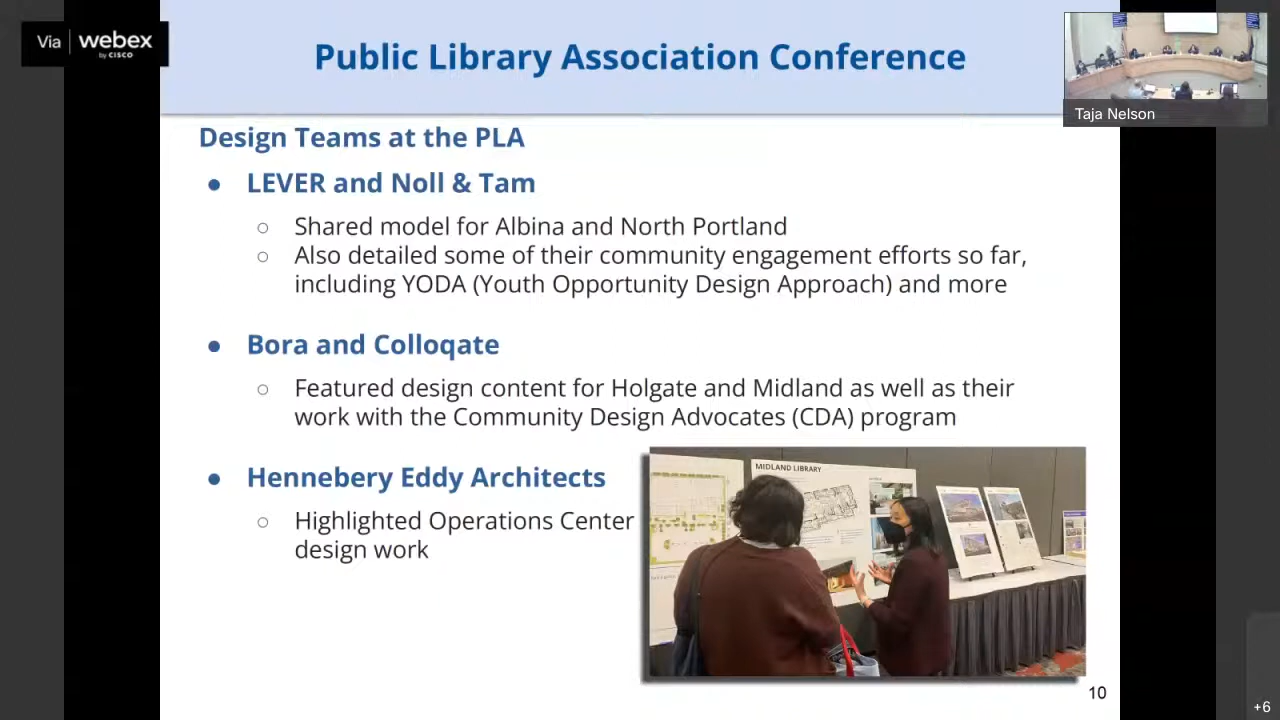 Via webex
by CISCO
Public Library Association Conference
Taja Nelson
Design Teams at the PLA
● LEVER and Noll & Tam
○ Shared model for Albina and North Portland
○ Also detailed some of their community engagement efforts so far,
including YODA (Youth Opportunity Design Approach) and more
● Bora and Colloqate
○ Featured design content for Holgate and Midland as well as their
work with the Community Design Advocates (CDA) program
● Hennebery Eddy Architects
○ Highlighted Operations Center
design work
MIDLAND LIBRARY
10
+6